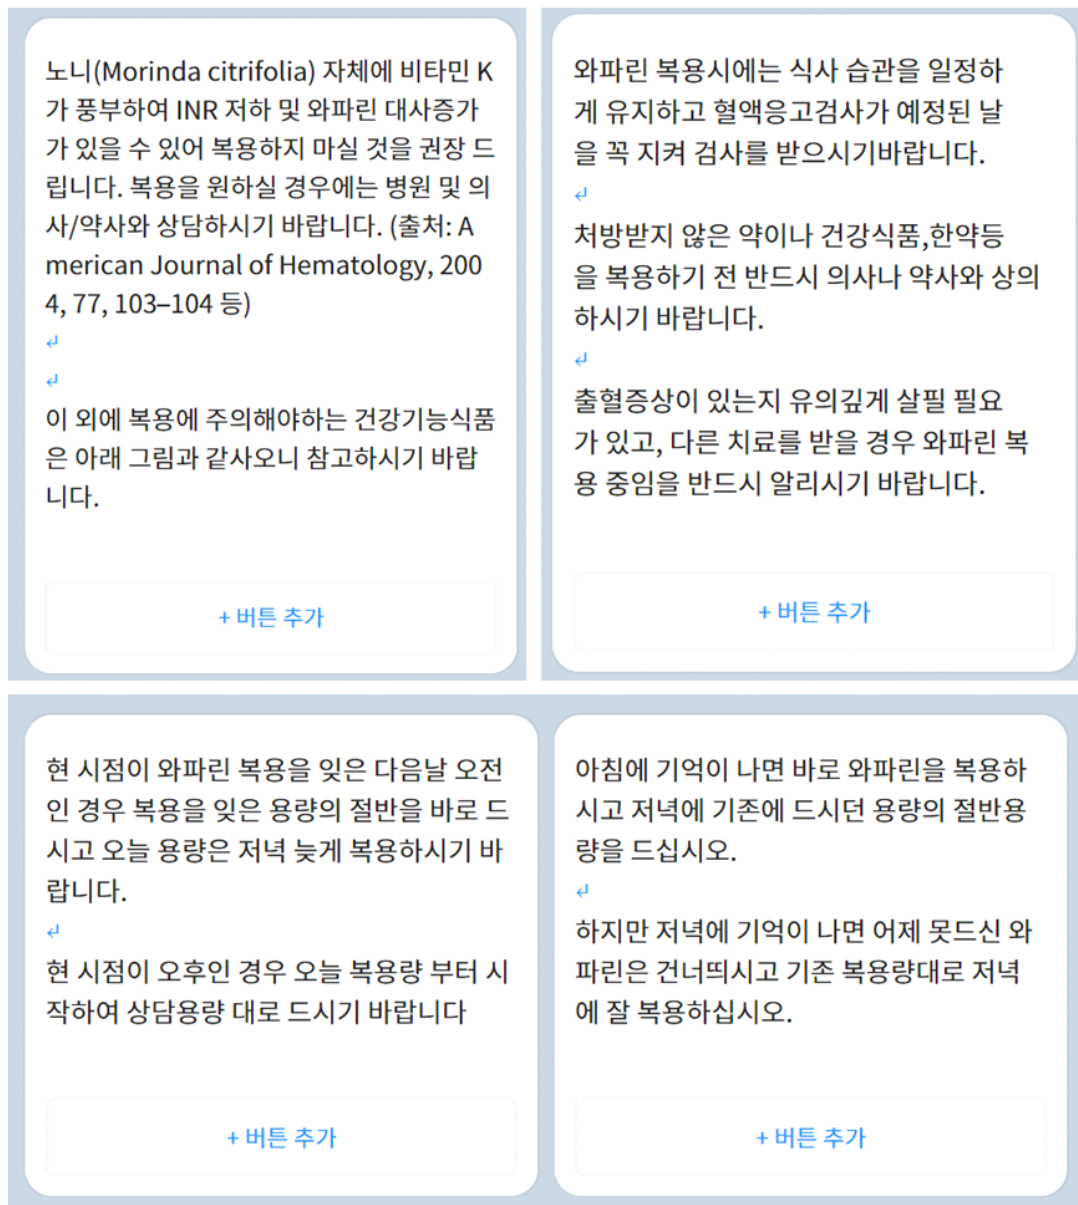 노니(Morinda citrifolia) 자체에 비타민 K
가 풍부하여 INR 저하 및 와파린 대사증가
가 있을 수 있어 복용하지 마실 것을 권장 드
립니다. 복용을 원하실 경우에는 병원 및 의
사/약사와 상담하시기 바랍니다. (출처: A
merican Journal of Hematology, 200
4, 77, 103–104 등)
↵
↵
이 외에 복용에 주의해야하는 건강기능식품
은 아래 그림과 같사오니 참고하시기 바랍
니다.
+ 버튼 추가
와파린 복용시에는 식사 습관을 일정하
게 유지하고 혈액응고검사가 예정된 날
을 꼭 지켜 검사를 받으시기바랍니다.
↵
처방받지 않은 약이나 건강식품,한약등
을 복용하기 전 반드시 의사나 약사와 상의
하시기 바랍니다.
↵
출혈증상이 있는지 유의깊게 살필 필요
가 있고, 다른 치료를 받을 경우 와파린 복
용 중임을 반드시 알리시기 바랍니다.
+ 버튼 추가
현 시점이 와파린 복용을 잊은 다음날 오전
인 경우 복용을 잊은 용량의 절반을 바로 드
시고 오늘 용량은 저녁 늦게 복용하시기 바
랍니다.
↵
현 시점이 오후인 경우 오늘 복용량 부터 시
작하여 상담용량 대로 드시기 바랍니다
+ 버튼 추가
아침에 기억이 나면 바로 와파린을 복용하
시고 저녁에 기존에 드시던 용량의 절반용
량을 드십시오.
↵
하지만 저녁에 기억이 나면 어제 못드신 와
파린은 건너띄시고 기존 복용량대로 저녁
에 잘 복용하십시오.
+ 버튼 추가